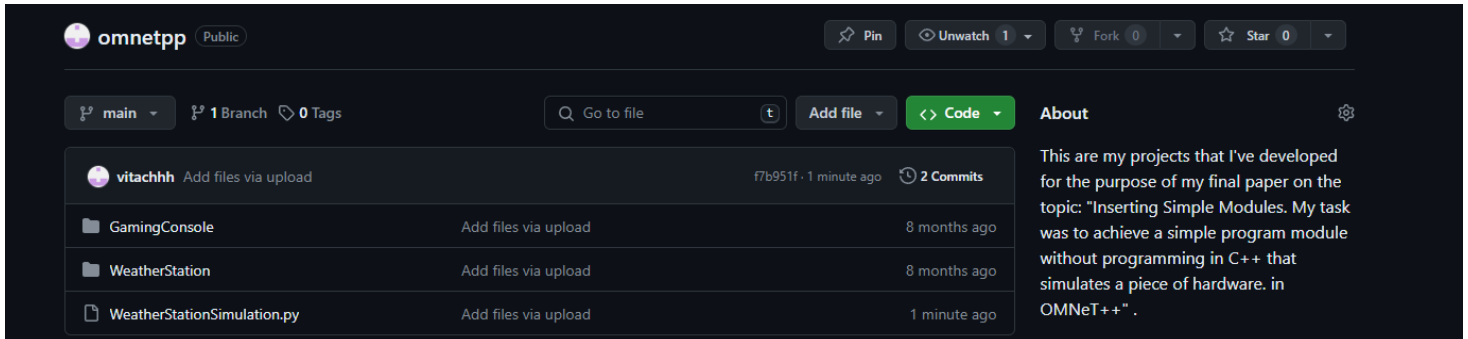 omnetpp Public Pin Unwatch 1 Fork 0 Star 0
main 1 Branch 0 Tags Go to file t Add file Code About
vitachhh Add files via upload f7b951f · 1 minute ago 2 Commits
GamingConsole Add files via upload 8 months ago
WeatherStation Add files via upload 8 months ago
WeatherStationSimulation.py Add files via upload 1 minute ago
This are my projects that I've developed
for the purpose of my final paper on the
topic: "Inserting Simple Modules. My task
was to achieve a simple program module
without programming in C++ that
simulates a piece of hardware. in
OMNeT++" .